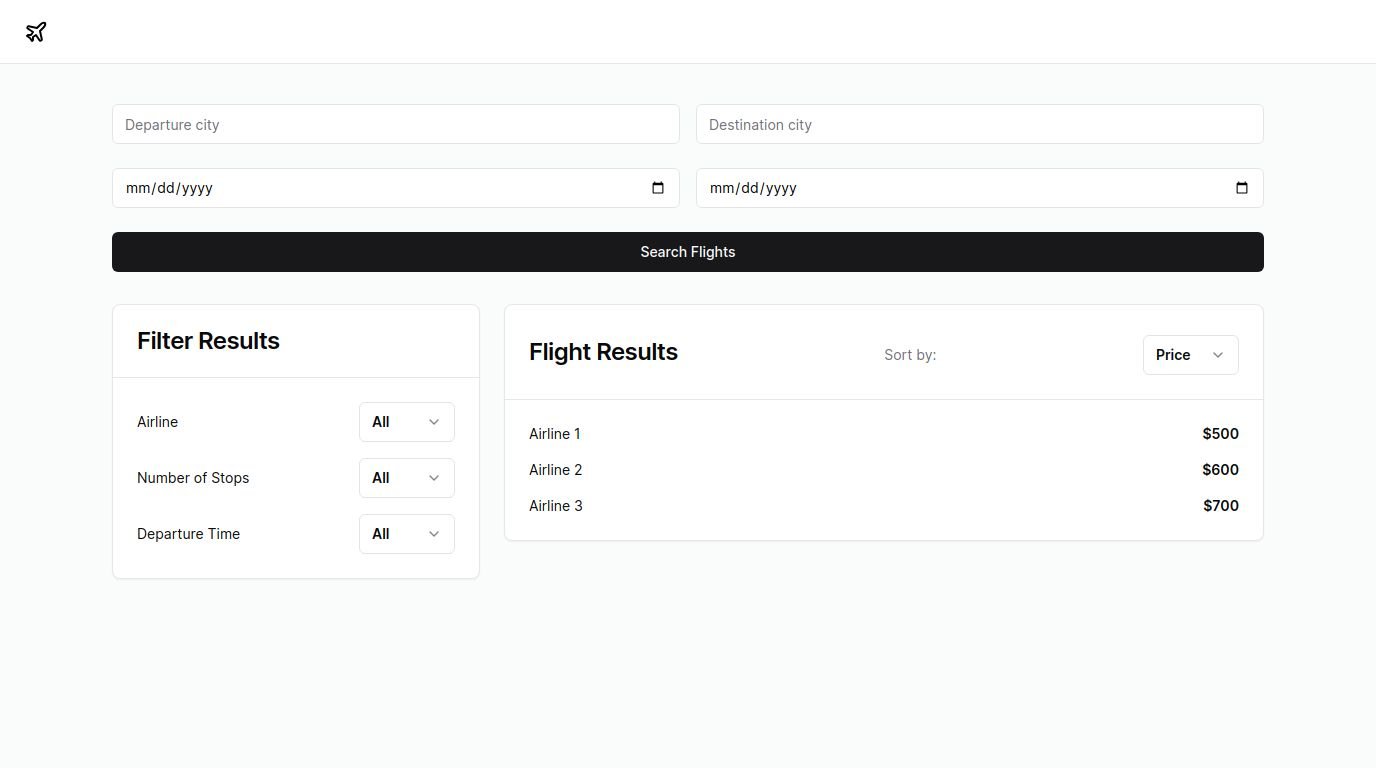 Departure city
Destination city
mm/dd/yyyy
mm/dd/yyyy
Search Flights
Filter Results
Airline
All
Number of Stops
All
Departure Time
All
Flight Results
Sort by:
Price
Airline 1
$500
Airline 2
$600
Airline 3
$700